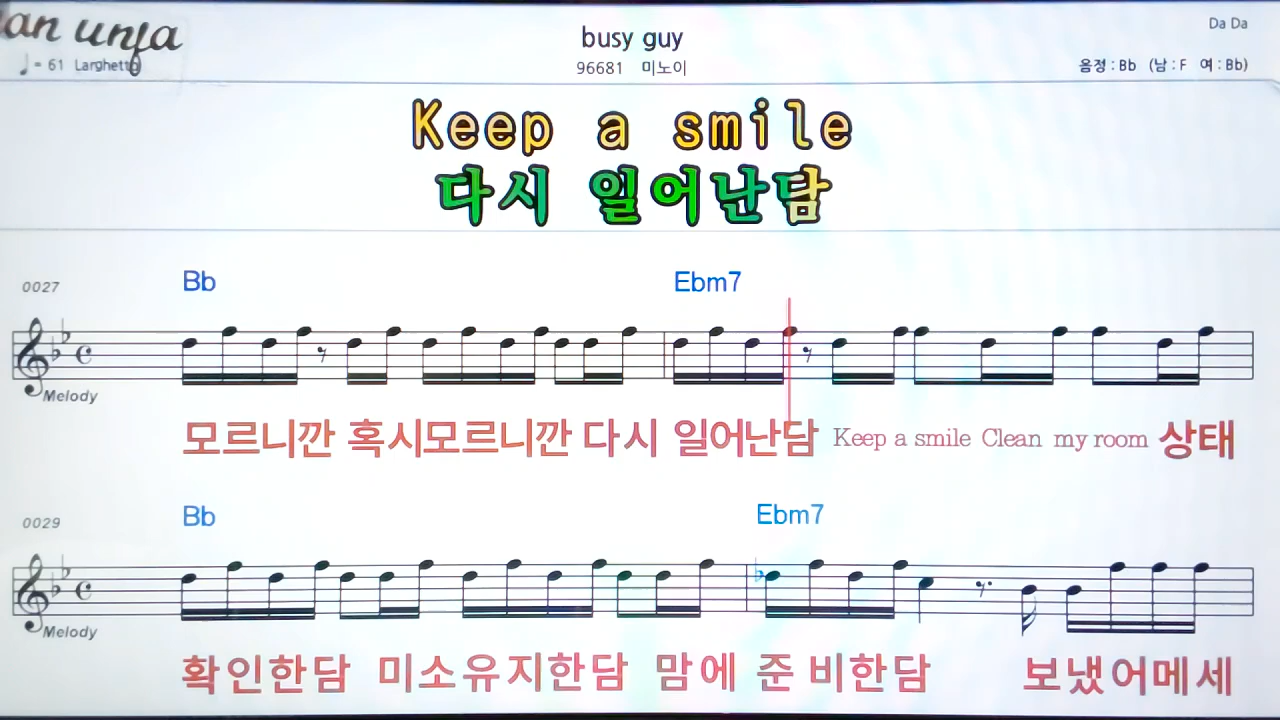 an unja
busy guy
Da Da
♩= 61 Larghetto
96681 미노이
음정 : Bb (남 : F 여 : Bb)
Keep a smile
다시 일어난담
0027
Bb Ebm7
Melody
모르니깐 혹시모르니깐 다시 일어난담 Keep a smile Clean my room 상태
0029
Bb Ebm7
Melody
확인한담 미소유지한담 맘에 준비한담 보냈어메세